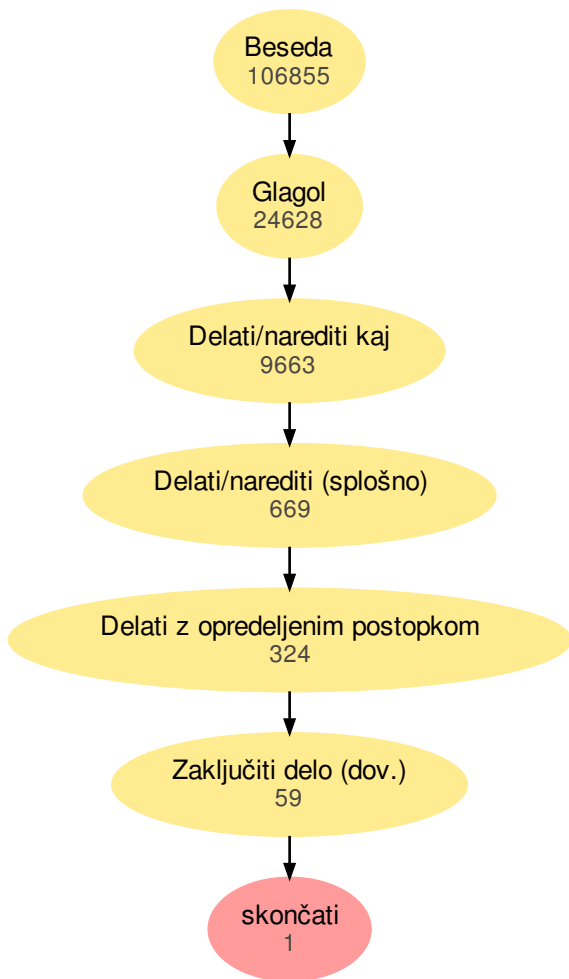 Beseda
106855
Glagol
24628
Delati/narediti kaj
9663
Delati/narediti (splošno)
669
Delati z opredeljenim postopkom
324
Zaključiti delo (dov.)
59
skončati
1